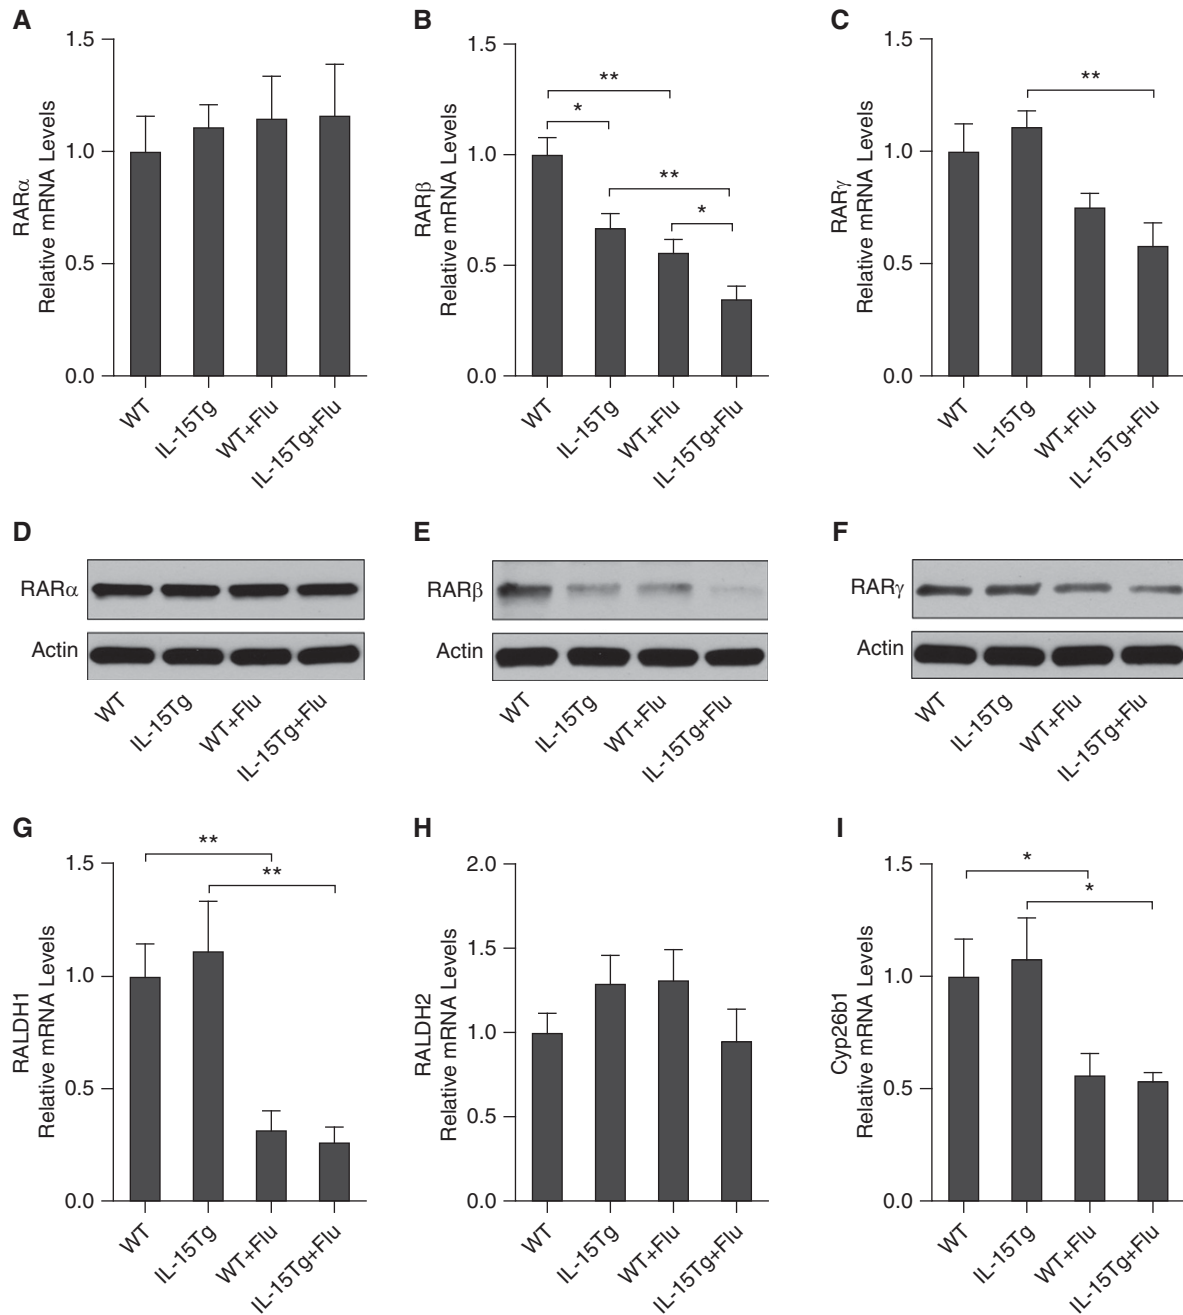 A
B
C
RARα
Relative mRNA Levels
1.5
1.0
0.5
0.0
WT
IL-15Tg
WT+Flu
IL-15Tg+Flu
RARβ
Relative mRNA Levels
1.5
1.0
0.5
0.0
**
*
**
*
WT
IL-15Tg
WT+Flu
IL-15Tg+Flu
RARγ
Relative mRNA Levels
1.5
1.0
0.5
0.0
**
WT
IL-15Tg
WT+Flu
IL-15Tg+Flu
D
RARα
Actin
WT
IL-15Tg
WT+Flu
IL-15Tg+Flu
E
RARβ
Actin
WT
IL-15Tg
WT+Flu
IL-15Tg+Flu
F
RARγ
Actin
WT
IL-15Tg
WT+Flu
IL-15Tg+Flu
G
RALDH1
Relative mRNA Levels
1.5
1.0
0.5
0.0
**
**
WT
IL-15Tg
WT+Flu
IL-15Tg+Flu
H
RALDH2
Relative mRNA Levels
2.0
1.5
1.0
0.5
0.0
WT
IL-15Tg
WT+Flu
IL-15Tg+Flu
I
Cyp26b1
Relative mRNA Levels
1.5
1.0
0.5
0.0
*
*
WT
IL-15Tg
WT+Flu
IL-15Tg+Flu